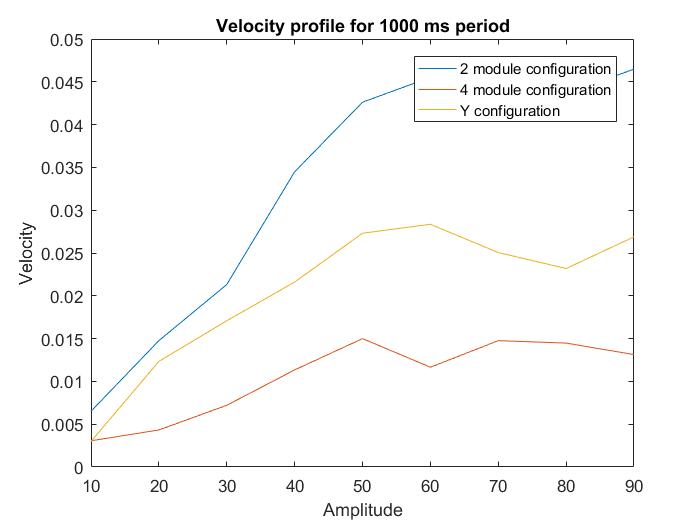 Velocity profile for 1000 ms period
0.05
0.045
0.04
0.035
0.03
0.025
0.02
0.015
0.01
0.005
0
Velocity
2 module configuration
4 module configuration
Y configuration
10 20 30 40 50 60 70 80 90
Amplitude